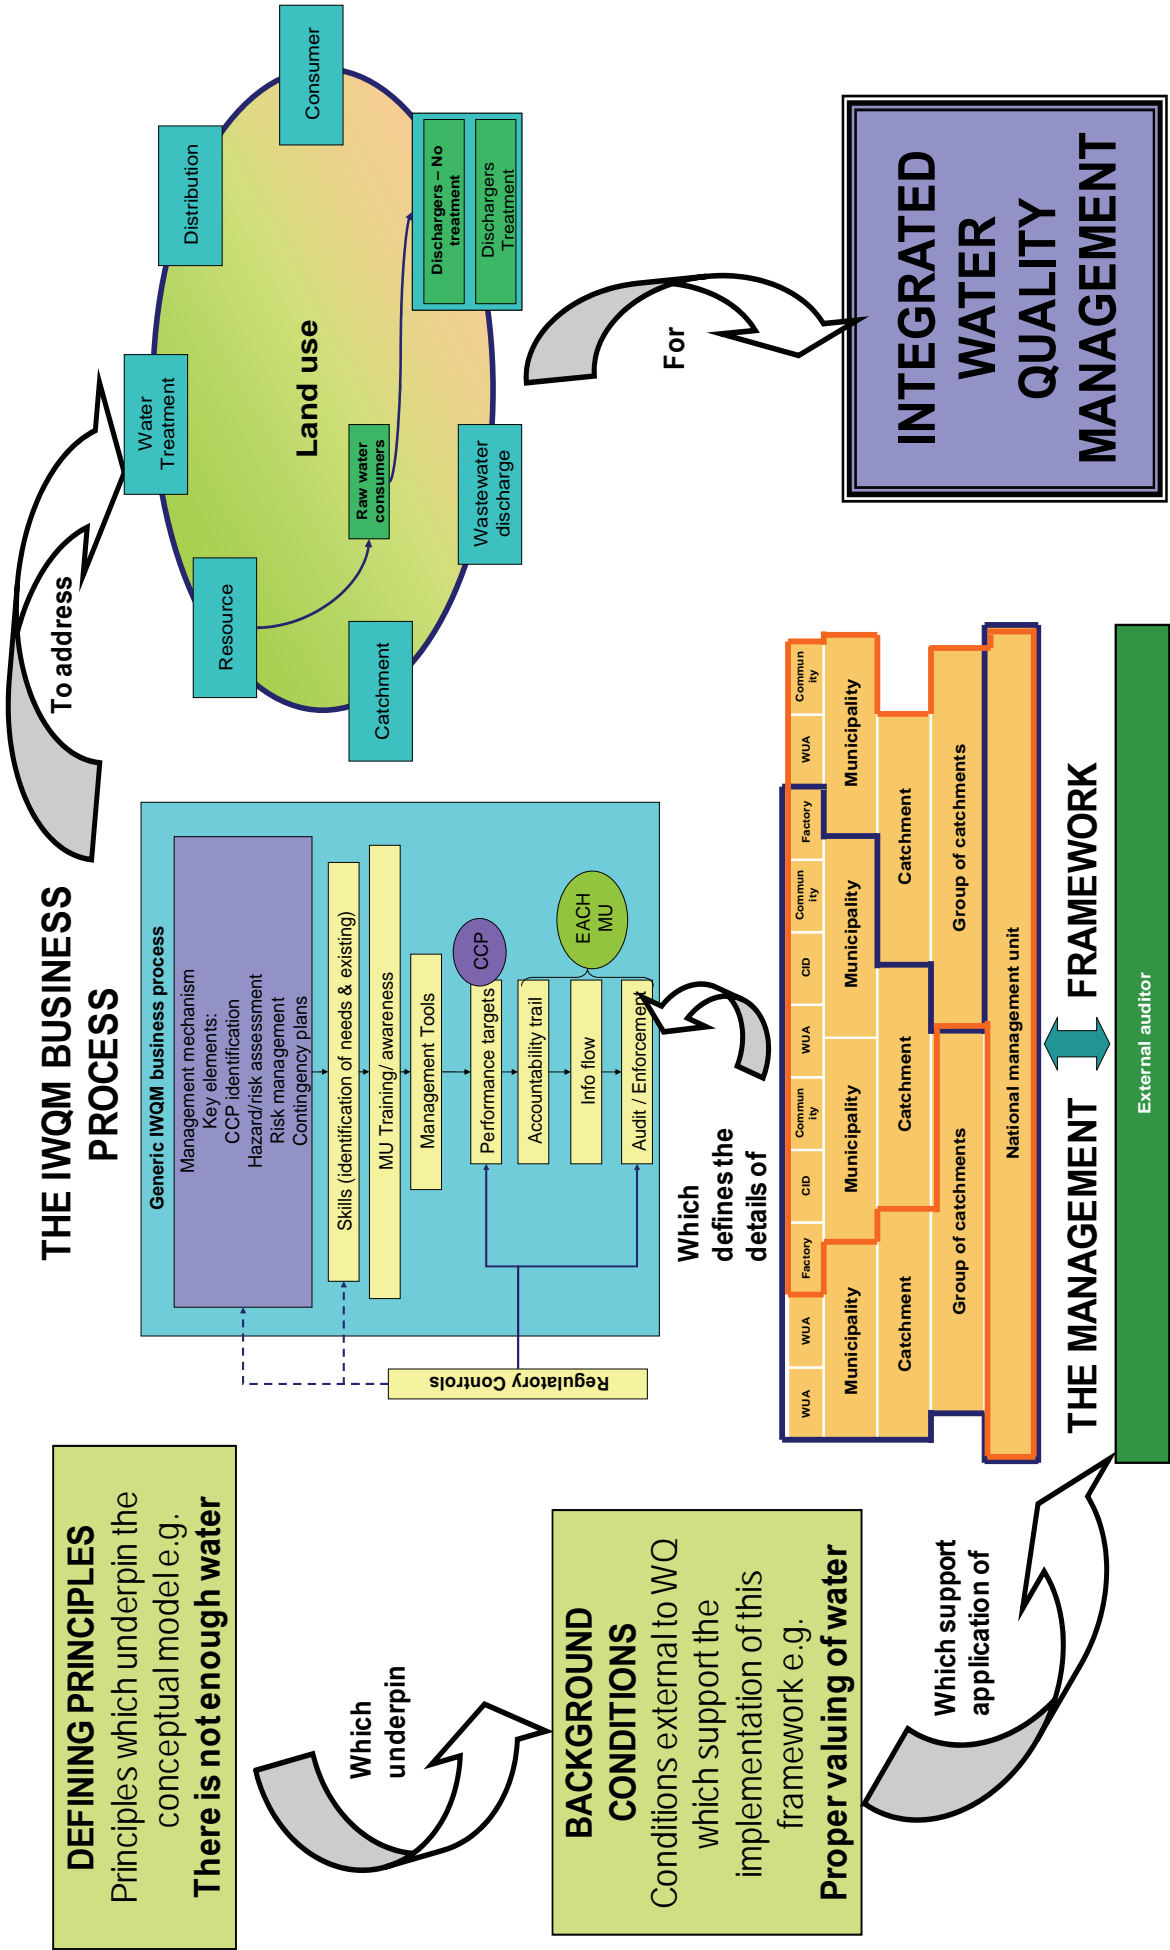 DEFINING PRINCIPLES
Principles which underpin the
conceptual model e.g.
There is not enough water
Which
underpin
BACKGROUND
CONDITIONS
Conditions external to WQ
which support the
implementation of this
framework e.g.
Proper valuing of water
Which support
application of
THE IWQM BUSINESS
PROCESS
Generic IWQM business process
Management mechanism
Key elements:
CCP identification
Hazard/risk assessment
Risk management
Contingency plans
Skills (identification of needs & existing)
MU Training/ awareness
Management Tools
Performance targets
CCP
Accountability trail
Info flow
Audit / Enforcement
EACH
MU
Regulatory Controls
Which
defines the
details of
WUA
WUA
Factory
CID
Commun
ity
WUA
CID
Commun
ity
Factory
WUA
Commun
ity
Municipality
Municipality
Municipality
Municipality
Catchment
Catchment
Catchment
Group of catchments
Group of catchments
National management unit
THE MANAGEMENT FRAMEWORK
External auditor
To address
Water
Treatment
Distribution
Consumer
Resource
Land use
Raw water
consumers
Dischargers – No
treatment
Dischargers
Treatment
Catchment
Wastewater
discharge
For
INTEGRATED
WATER
QUALITY
MANAGEMENT